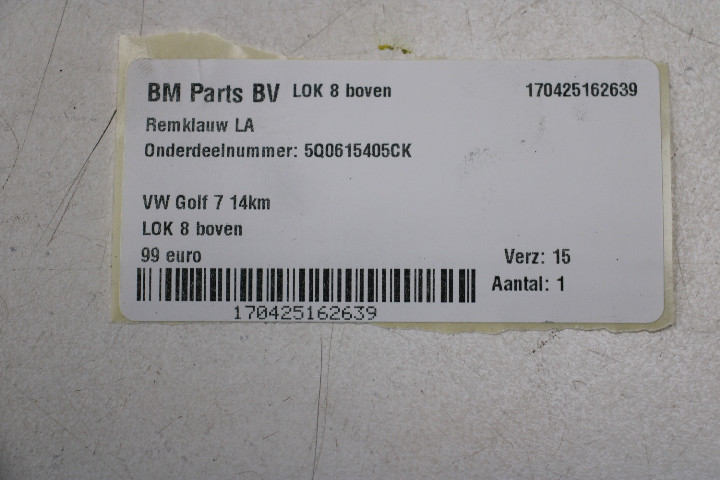 BM Parts BV LOK 8 boven 170425162639
Remklauw LA
Onderdeelnummer: 5Q0615405CK
VW Golf 7 14km
LOK 8 boven
99 euro Verz: 15
Aantal: 1
170425162639